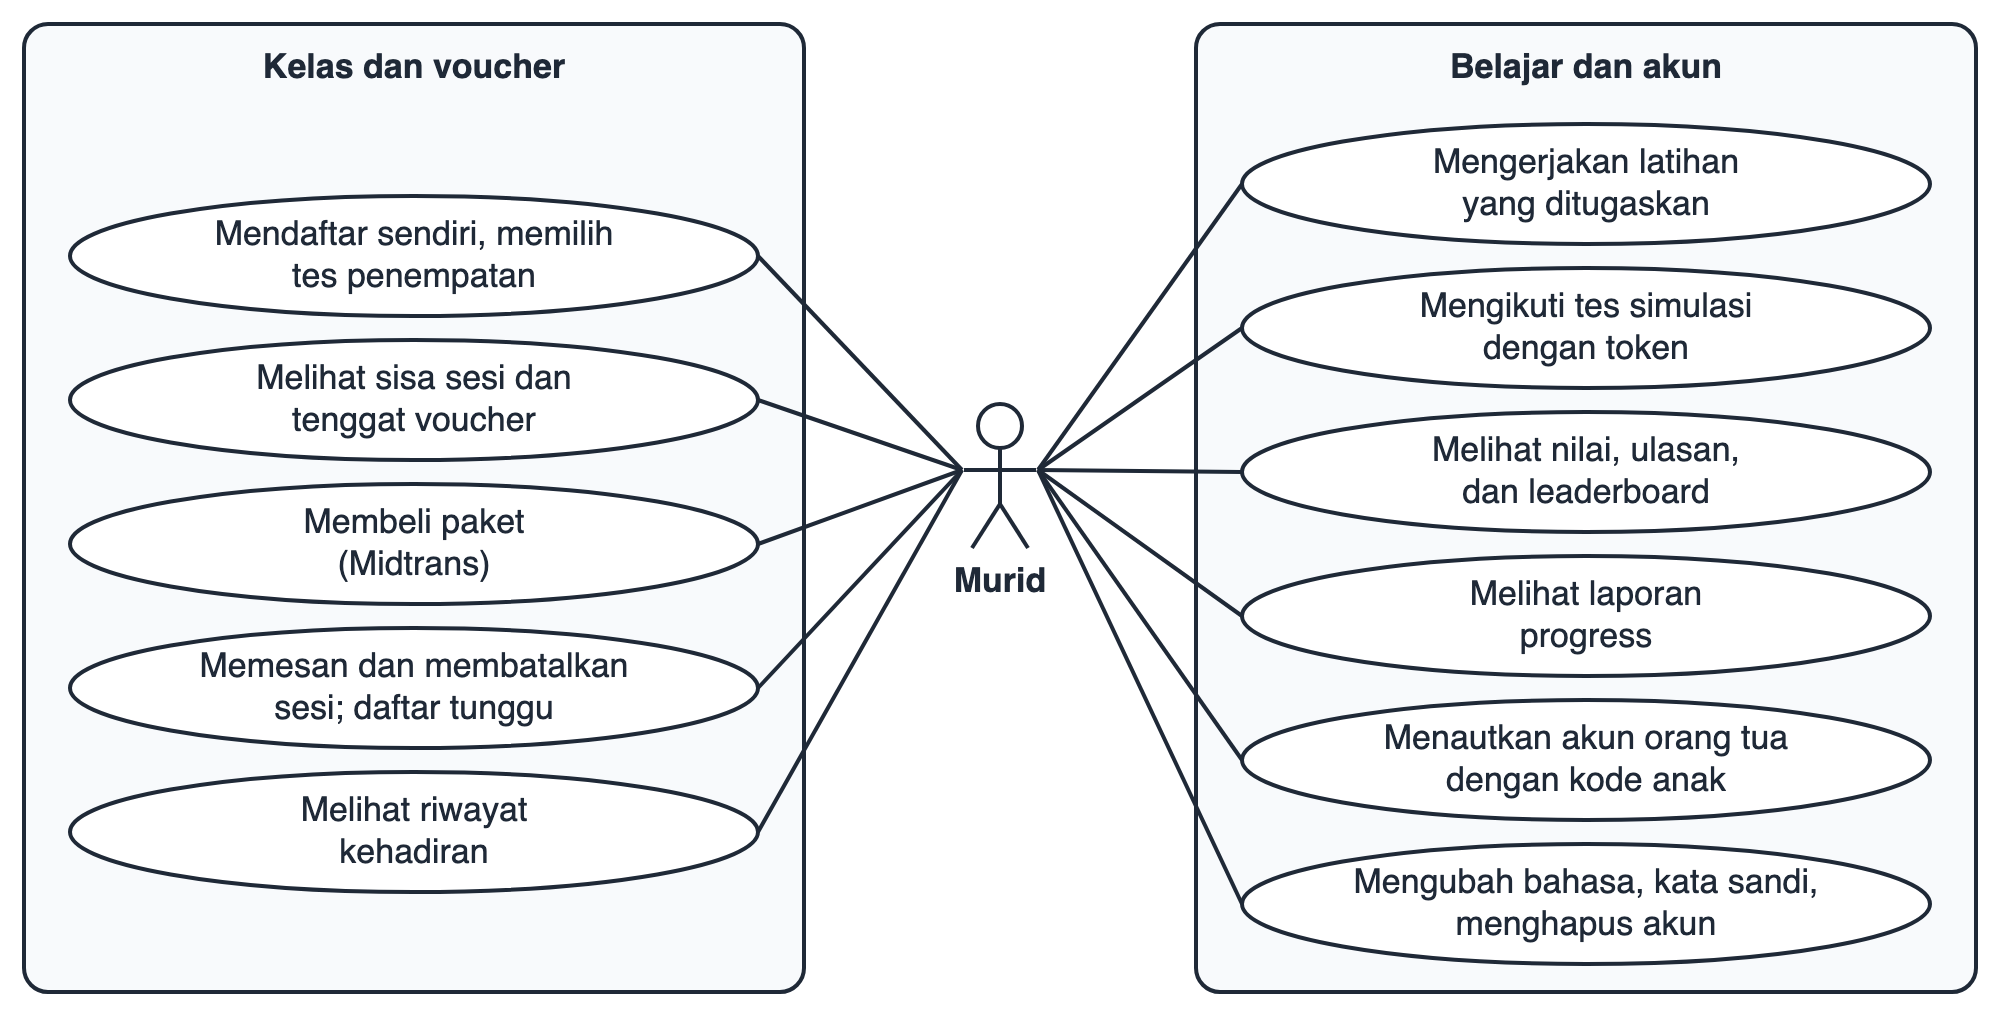 Kelas dan voucher
Mendaftar sendiri, memilih
tes penempatan
Melihat sisa sesi dan
tenggat voucher
Membeli paket
(Midtrans)
Memesan dan membatalkan
sesi; daftar tunggu
Melihat riwayat
kehadiran
Murid
Belajar dan akun
Mengerjakan latihan
yang ditugaskan
Mengikuti tes simulasi
dengan token
Melihat nilai, ulasan,
dan leaderboard
Melihat laporan
progress
Menautkan akun orang tua
dengan kode anak
Mengubah bahasa, kata sandi,
menghapus akun